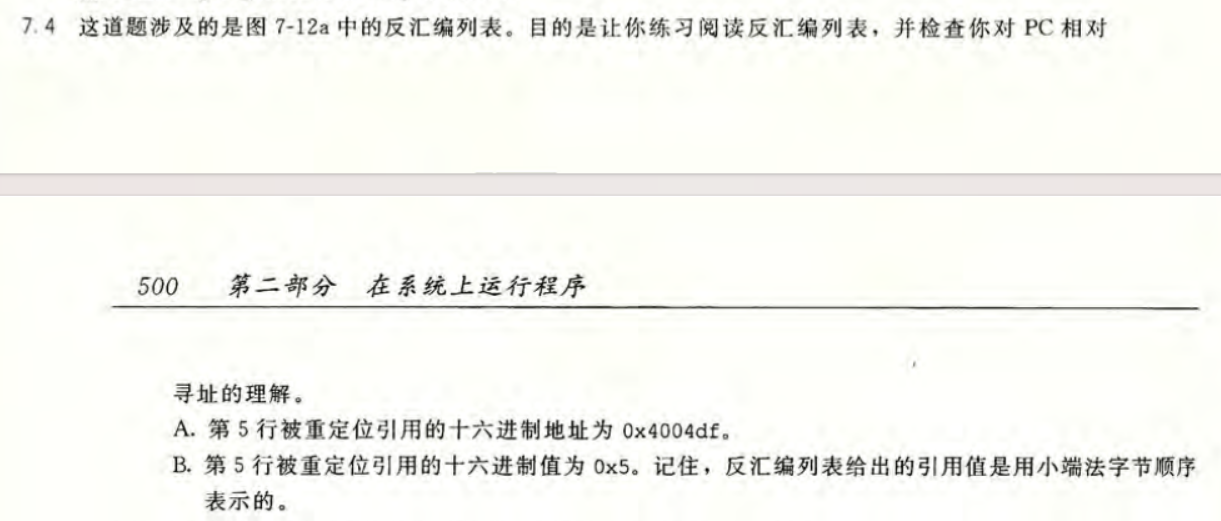 7.4 这道题涉及的是图 7-12a 中的反汇编列表。目的是让你练习阅读反汇编列表，并检查你对 PC 相对
500 第二部分 在系统上运行程序
寻址的理解。
A. 第 5 行被重定位引用的十六进制地址为 0x4004df。
B. 第 5 行被重定位引用的十六进制值为 0x5。记住，反汇编列表给出的引用值是用小端法字节顺序
表示的。